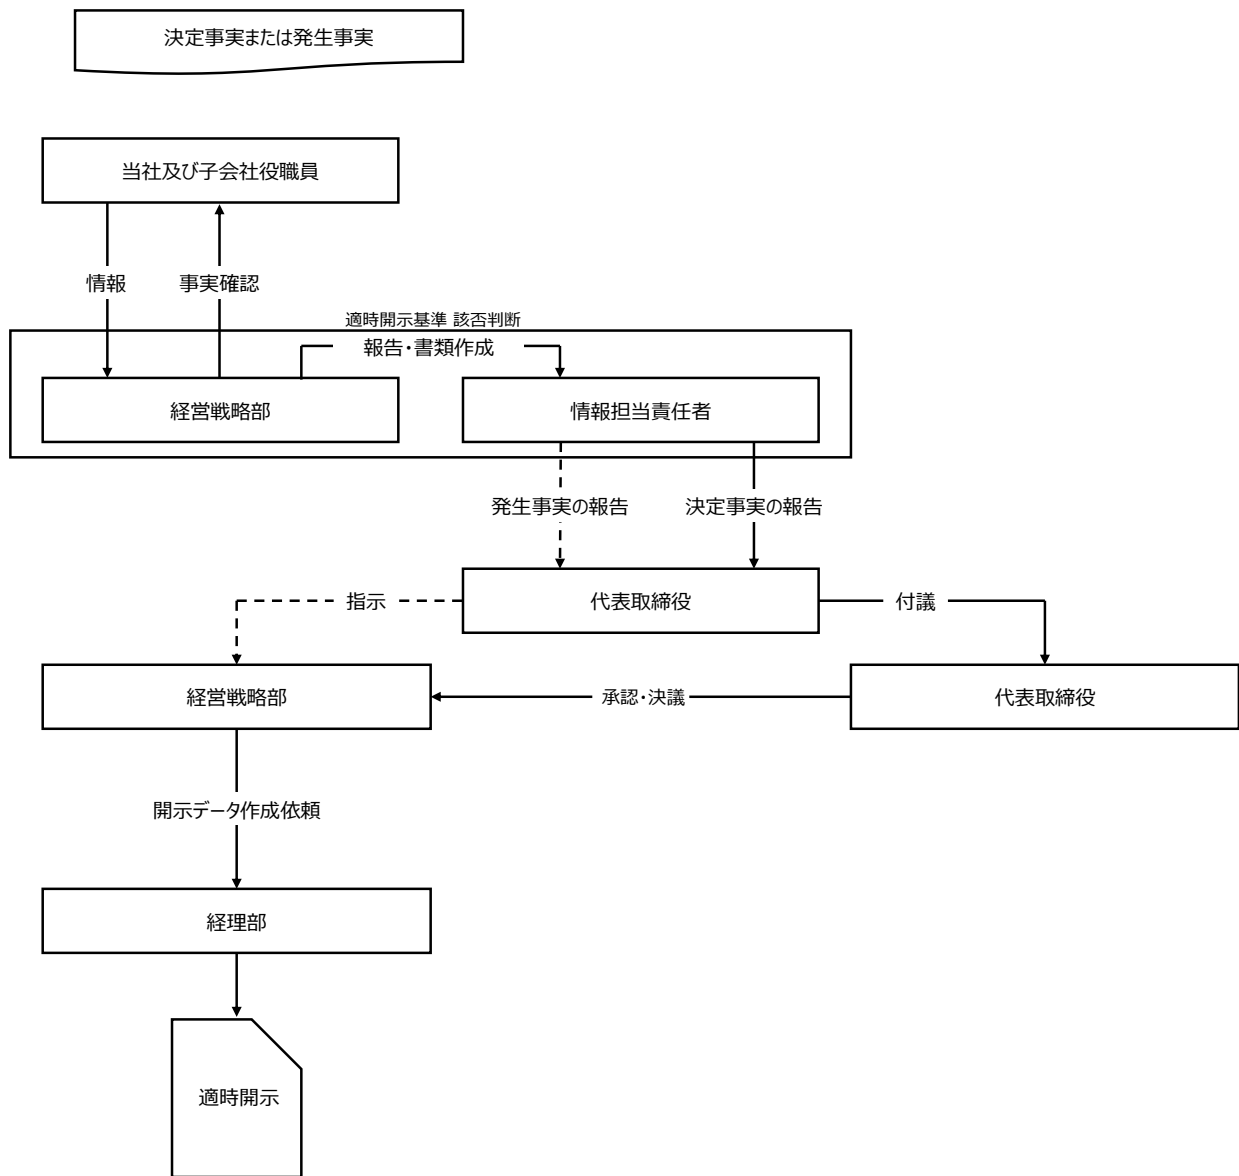 決定事実または発生事実
当社及び子会社役職員
情報
事実確認
適時開示基準 該否判断
報告・書類作成
経営戦略部
情報担当責任者
発生事実の報告
決定事実の報告
指示
代表取締役
付議
経営戦略部
承認・決議
代表取締役
開示データ作成依頼
経理部
適時開示